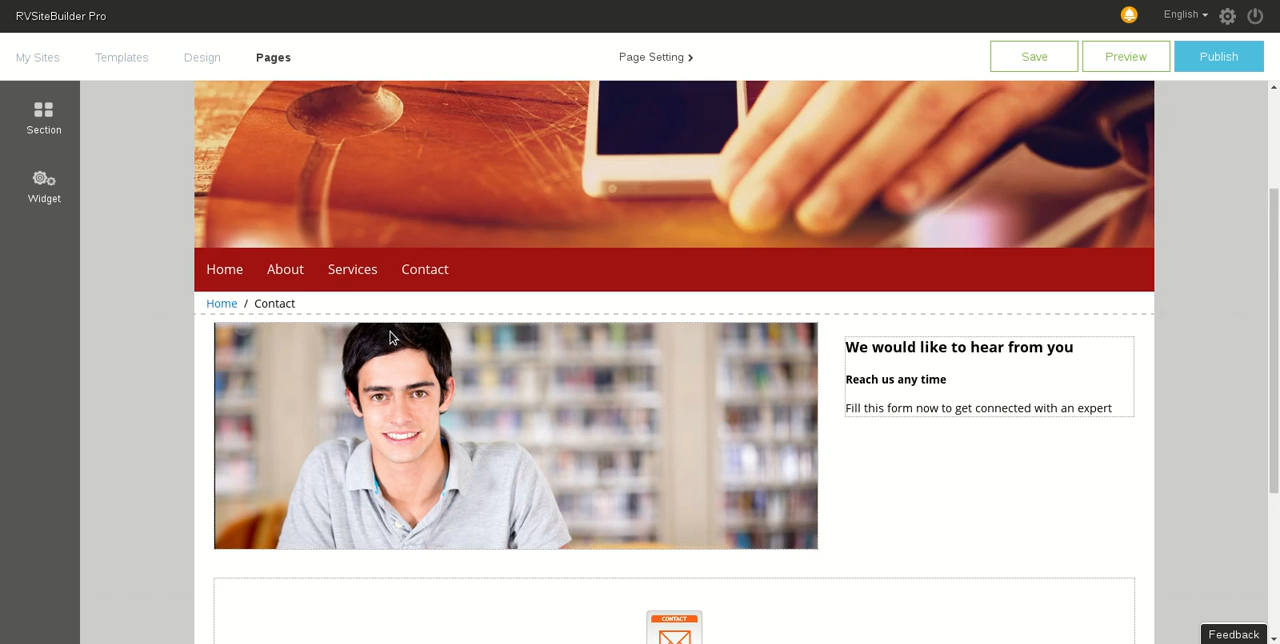 RVSiteBuilder Pro
English
My Sites
Templates
Design
Pages
Page Setting
Save
Preview
Publish
Section
Widget
Home
About
Services
Contact
Home / Contact
We would like to hear from you
Reach us any time
Fill this form now to get connected with an expert
CONTACT
Feedback